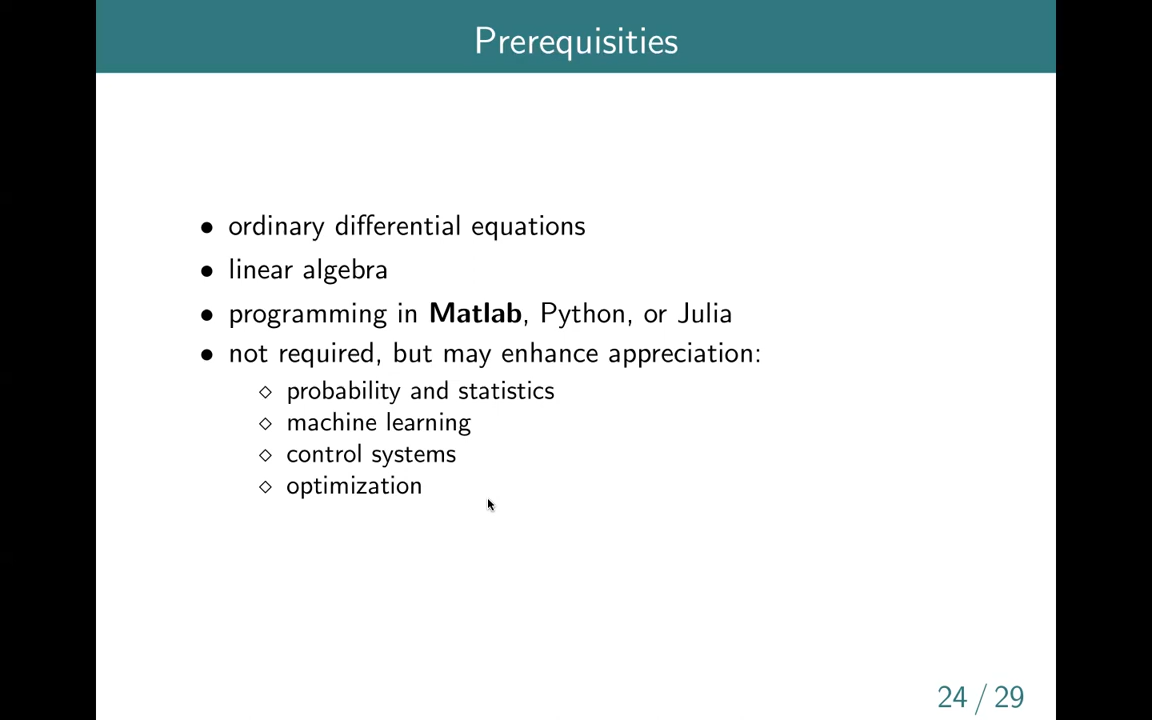 Prerequisities
• ordinary differential equations
• linear algebra
• programming in Matlab, Python, or Julia
• not required, but may enhance appreciation:
⋄ probability and statistics
⋄ machine learning
⋄ control systems
⋄ optimization
24 / 29